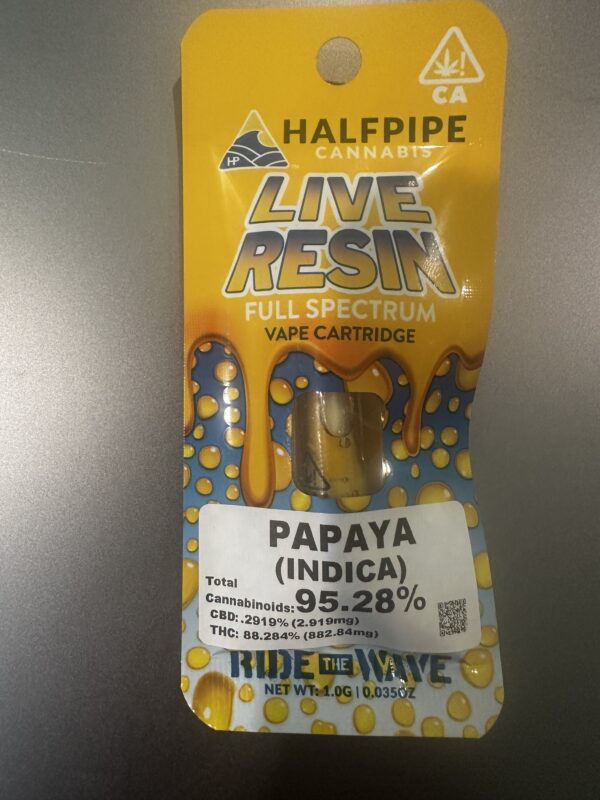 CA
HP
HALFPIPE
CANNABIS
LIVE
RESIN
FULL SPECTRUM
VAPE CARTRIDGE
PAPAYA
(INDICA)
Total
Cannabinoids: 95.28%
CBD: .2919% (2.919mg)
THC: 88.284% (882.84mg)
RIDE THE WAVE
NET WT: 1.0G | 0.035OZ